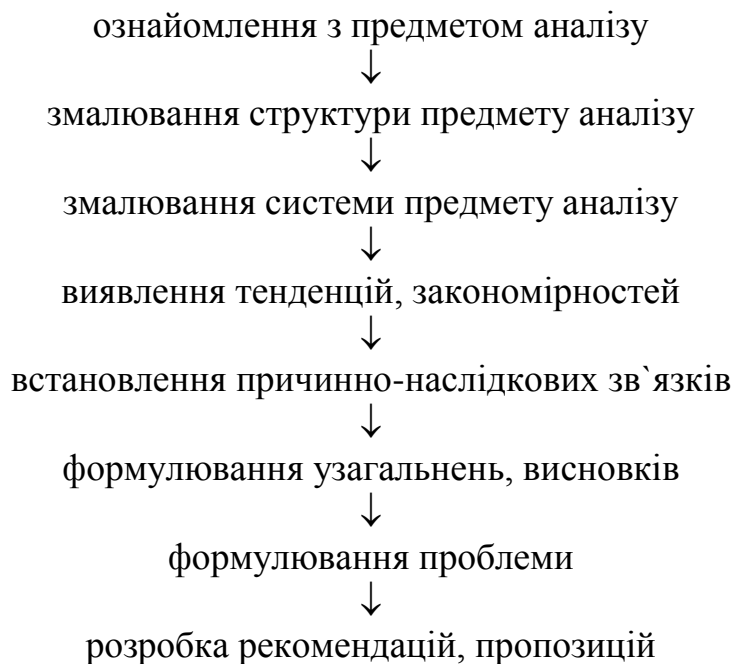 ознайомлення з предметом аналізу
↓
змалювання структури предмету аналізу
↓
змалювання системи предмету аналізу
↓
виявлення тенденцій, закономірностей
↓
встановлення причинно-наслідкових зв`язків
↓
формулювання узагальнень, висновків
↓
формулювання проблеми
↓
розробка рекомендацій, пропозицій